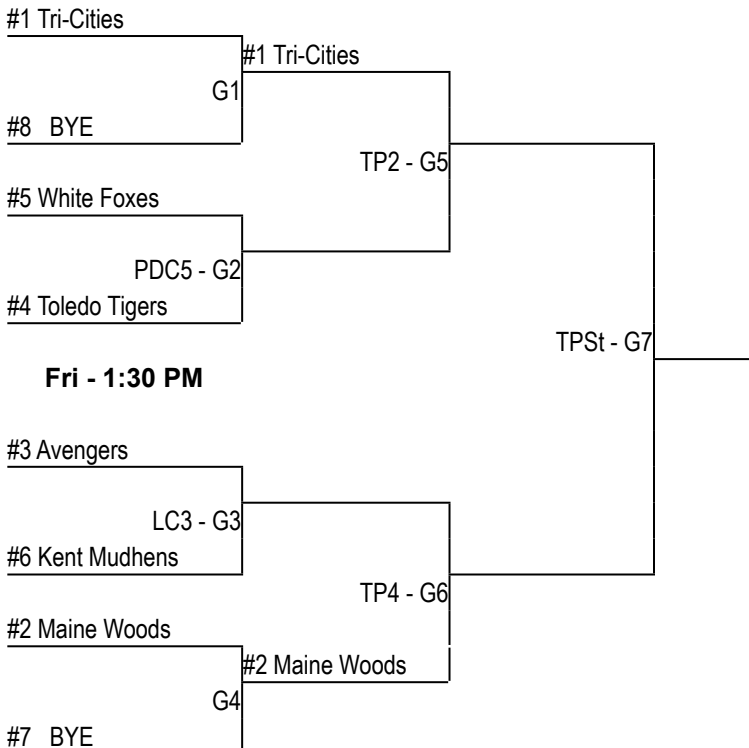 #1 Tri-Cities
#1 Tri-Cities
G1
#8 BYE
TP2 - G5
#5 White Foxes
PDC5 - G2
#4 Toledo Tigers
TPSt - G7
Fri - 1:30 PM
#3 Avengers
LC3 - G3
#6 Kent Mudhens
TP4 - G6
#2 Maine Woods
#2 Maine Woods
G4
#7 BYE